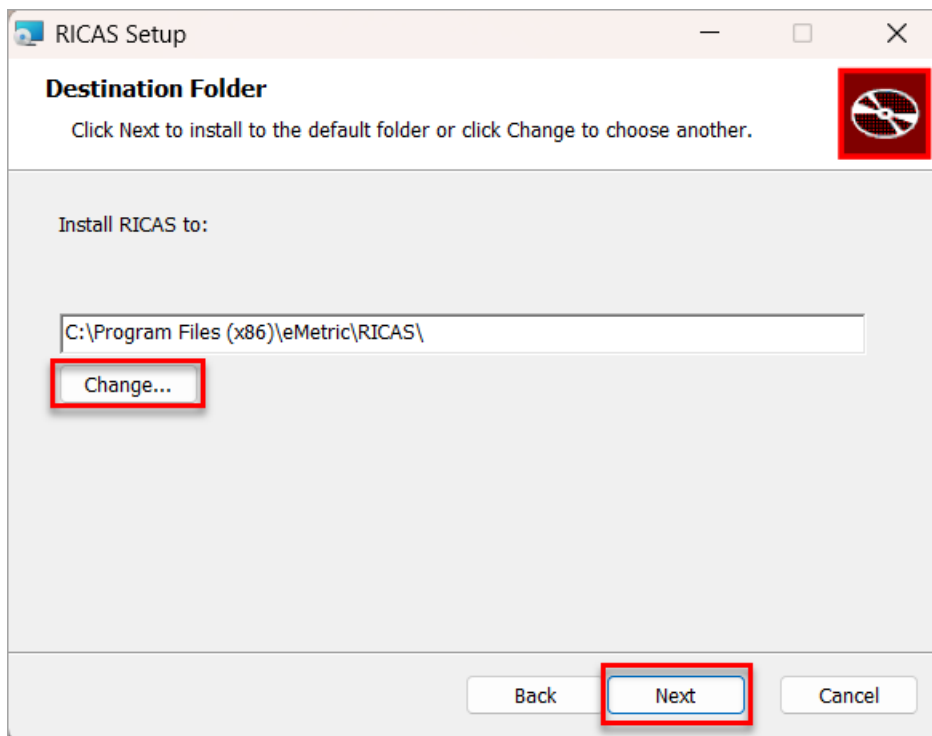 RICAS Setup
Destination Folder
Click Next to install to the default folder or click Change to choose another.
Install RICAS to:
C:\Program Files (x86)\eMetric\RICAS\
Change...
Back Next Cancel